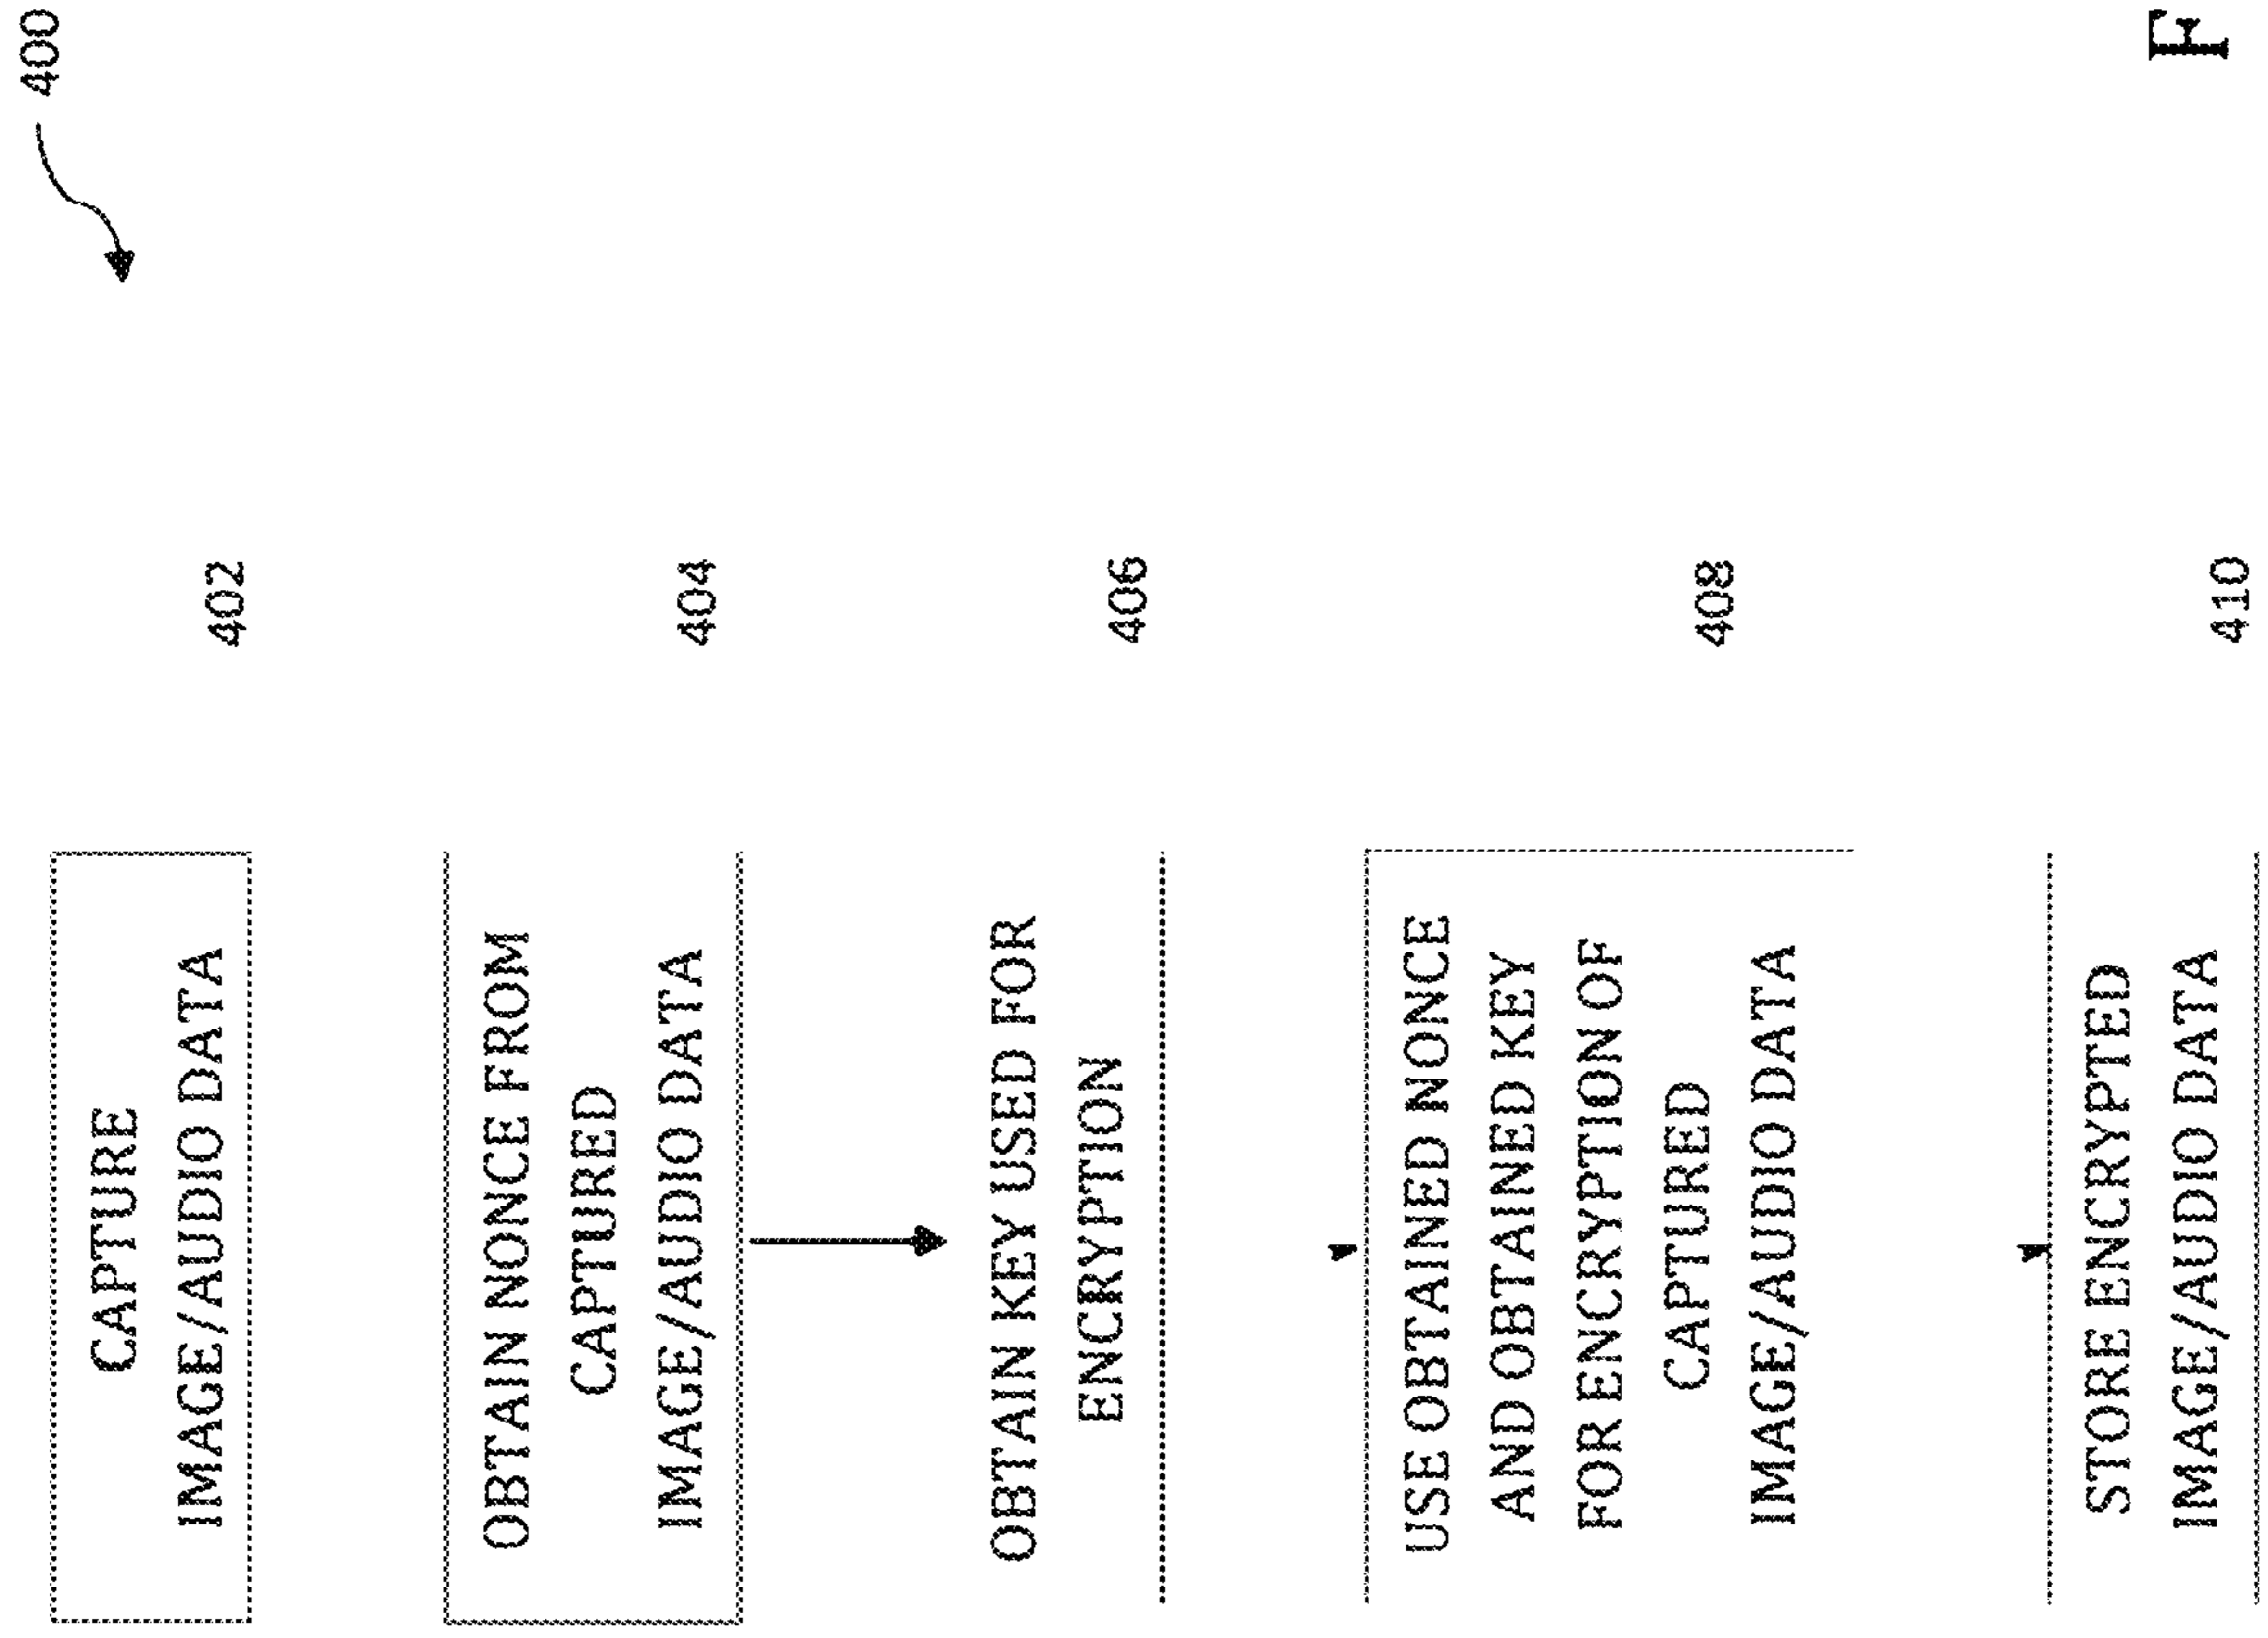 400
CAPTURE
IMAGE/AUDIO DATA
402
OBTAIN NONCE FROM
CAPTURED
IMAGE/AUDIO DATA
404
OBTAIN KEY USED FOR
ENCRYPTION
406
USE OBTAINED NONCE
AND OBTAINED KEY
FOR ENCRYPTION OF
CAPTURED
IMAGE/AUDIO DATA
408
STORE ENCRYPTED
IMAGE/AUDIO DATA
410
F